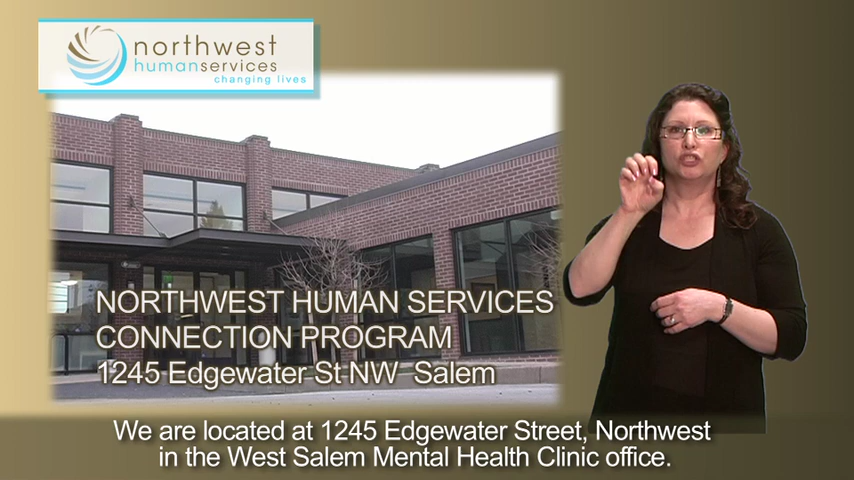 northwest
humanservices
changing lives
NORTHWEST HUMAN SERVICES
CONNECTION PROGRAM
1245 Edgewater St NW Salem
We are located at 1245 Edgewater Street, Northwest
in the West Salem Mental Health Clinic office.